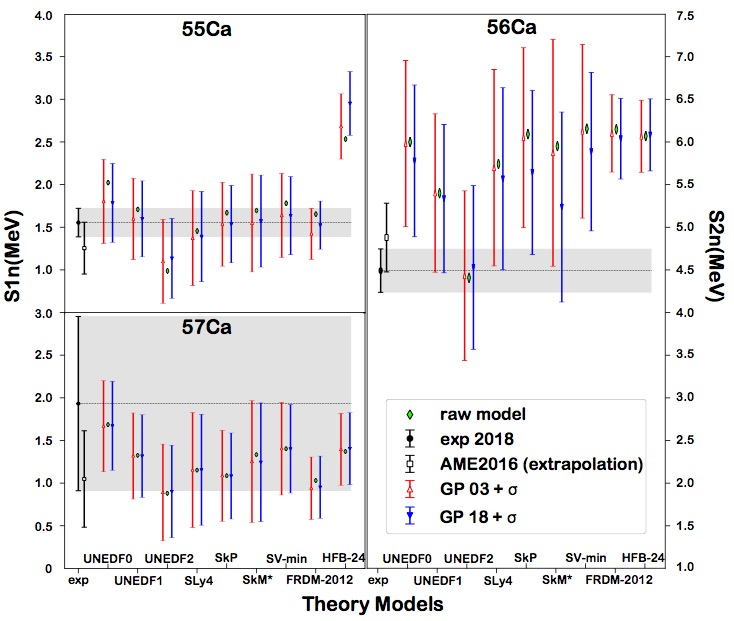 55Ca
56Ca
4.0
3.5
3.0
2.5
2.0
1.5
1.0
3.0
2.5
2.0
1.5
1.0
0.5
0
S1n(MeV)
57Ca
7.5
7.0
6.5
6.0
5.5
5.0
4.5
4.0
3.5
3.0
2.5
2.0
1.5
1.0
S2n(MeV)
raw model
exp 2018
AME2016 (extrapolation)
GP 03 + σ
GP 18 + σ
UNEDF0 UNEDF2 SkP SV-min HFB-24
exp UNEDF1 SLy4 SkM* FRDM-2012
UNEDF0 UNEDF2 SkP SV-min HFB-24
exp UNEDF1 SLy4 SkM* FRDM-2012
Theory Models